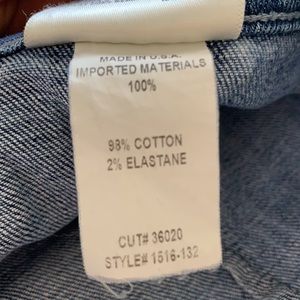 MADE IN U.S.A.
IMPORTED MATERIALS
100%
98% COTTON
2% ELASTANE
CUT# 36020
STYLE# 1516-132